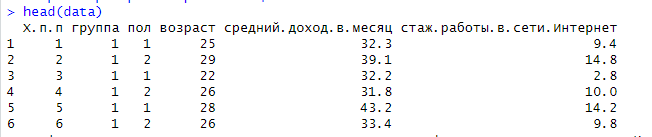 > head(data)
X.п.п группа пол возраст средний.доход.в.месяц стаж.работы.в.сети.Интернет
1 1 1 1 25 32.3 9.4
2 2 1 2 29 39.1 14.8
3 3 1 1 22 32.2 2.8
4 4 1 2 26 31.8 10.0
5 5 1 1 28 43.2 14.2
6 6 1 2 26 33.4 9.8